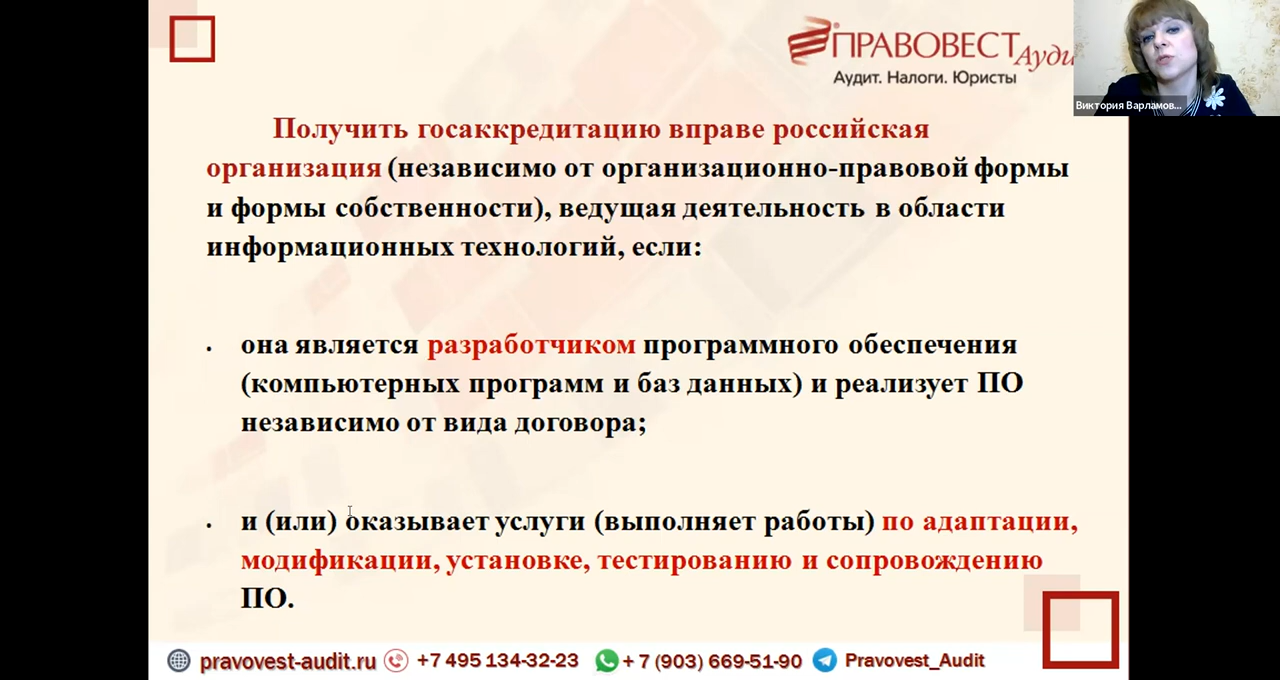 ПРАВОВЕСТ Ауди
Аудит. Налоги. Юристы
Виктория Варламов...
Получить госаккредитацию вправе российская
организация (независимо от организационно-правовой формы
и формы собственности), ведущая деятельность в области
информационных технологий, если:
• она является разработчиком программного обеспечения
(компьютерных программ и баз данных) и реализует ПО
независимо от вида договора;
• и (или) оказывает услуги (выполняет работы) по адаптации,
модификации, установке, тестированию и сопровождению
ПО.
pravovest-audit.ru +7 495 134-32-23 + 7 (903) 669-51-90 Pravovest_Audit